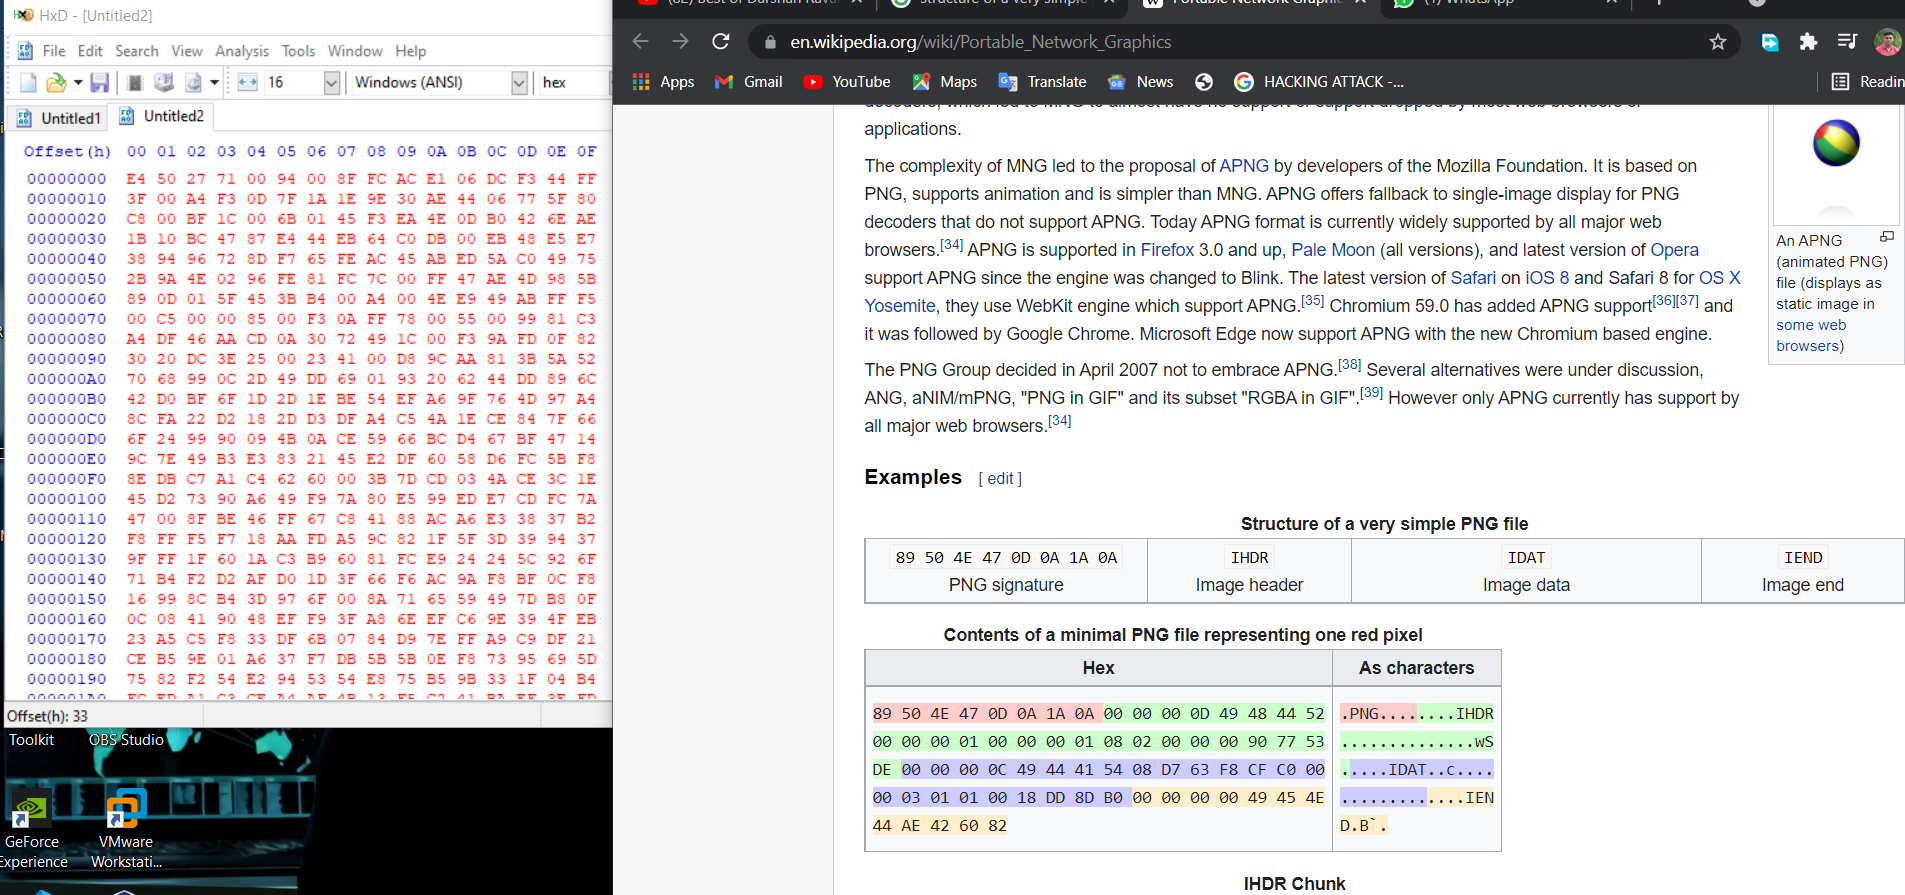 HxD - [Untitled2]
File Edit Search View Analysis Tools Window Help
16 Windows (ANSI) hex
Untitled1 Untitled2
Offset(h) 00 01 02 03 04 05 06 07 08 09 0A 0B 0C 0D 0E 0F
00000000 E4 50 27 71 00 94 00 8F FC AC E1 06 DC F3 44 FF
00000010 3F 00 A4 F3 0D 7F 1A 1E 9E 30 AE 44 06 77 5F 80
00000020 C8 00 BF 1C 00 6B 01 45 F3 EA 4E 0D B0 42 6E AE
00000030 1B 10 BC 47 87 E4 44 EB 64 C0 DB 00 EB 48 E5 E7
00000040 38 94 96 72 8D F7 65 FE AC 45 AB ED 5A C0 49 75
00000050 2B 9A 4E 02 96 FE 81 FC 7C 00 FF 47 AE 4D 98 5B
00000060 89 0D 01 5F 45 3B B4 00 A4 00 4E E9 49 AB FF F5
00000070 00 C5 00 00 85 00 F3 0A FF 78 00 55 00 99 81 C3
00000080 A4 DF 46 AA CD 0A 30 72 49 1C 00 F3 9A FD 0F 82
00000090 30 20 DC 3E 25 00 23 41 00 D8 9C AA 81 3B 5A 52
000000A0 70 68 99 0C 2D 49 DD 69 01 93 20 62 44 DD 89 6C
000000B0 42 D0 BF 6F 1D 2D 1E BE 54 EF A6 9F 76 4D 97 A4
000000C0 8C FA 22 D2 18 2D D3 DF A4 C5 4A 1E CE 84 7F 66
000000D0 6F 24 99 90 09 4B 0A CE 59 66 BC D4 67 BF 47 14
000000E0 9C 7E 49 B3 E3 83 21 45 E2 DF 60 58 D6 FC 5B F8
000000F0 8E DB C7 A1 C4 62 60 00 3B 7D CD 03 4A CE 3C 1E
00000100 45 D2 73 90 A6 49 F9 7A 80 E5 99 ED E7 CD FC 7A
00000110 47 00 8F BE 46 FF 67 C8 41 88 AC A6 E3 38 37 B2
00000120 F8 FF F5 F7 18 AA FD A5 9C 82 1F 5F 3D 39 94 37
00000130 9F FF 1F 60 1A C3 B9 60 81 FC E9 24 24 5C 92 6F
00000140 71 B4 F2 D2 AF D0 1D 3F 66 F6 AC 9A F8 BF 0C F8
00000150 16 99 8C B4 3D 97 6F 00 8A 71 65 59 49 7D B8 0F
00000160 0C 08 41 90 48 EF F9 3F A8 6E EF C6 9E 39 4F EB
00000170 23 A5 C5 F8 33 DF 6B 07 84 D9 7E FF A9 C9 DF 21
00000180 CE B5 9E 01 A6 37 F7 DB 5B 5B 0E F8 73 95 69 5D
00000190 75 82 F2 54 E2 94 53 54 E8 75 B5 9B 33 1F 04 B4
Offset(h): 33
Toolkit OBS Studio
GeForce Experience
VMware Workstati...
en.wikipedia.org/wiki/Portable_Network_Graphics
Apps Gmail YouTube Maps Translate News HACKING ATTACK -... Readin
applications.
The complexity of MNG led to the proposal of APNG by developers of the Mozilla Foundation. It is based on
PNG, supports animation and is simpler than MNG. APNG offers fallback to single-image display for PNG
decoders that do not support APNG. Today APNG format is currently widely supported by all major web
browsers.[34] APNG is supported in Firefox 3.0 and up, Pale Moon (all versions), and latest version of Opera
support APNG since the engine was changed to Blink. The latest version of Safari on iOS 8 and Safari 8 for OS X
Yosemite, they use WebKit engine which support APNG.[35] Chromium 59.0 has added APNG support[36][37] and
it was followed by Google Chrome. Microsoft Edge now support APNG with the new Chromium based engine.
The PNG Group decided in April 2007 not to embrace APNG.[38] Several alternatives were under discussion,
ANG, aNIM/mPNG, "PNG in GIF" and its subset "RGBA in GIF".[39] However only APNG currently has support by
all major web browsers.[34]
An APNG
(animated PNG)
file (displays as
static image in
some web
browsers)
Examples [ edit ]
Structure of a very simple PNG file
89 50 4E 47 0D 0A 1A 0A IHDR IDAT IEND
PNG signature Image header Image data Image end
Contents of a minimal PNG file representing one red pixel
Hex As characters
89 50 4E 47 0D 0A 1A 0A 00 00 00 0D 49 48 44 52 .PNG........IHDR
00 00 00 01 00 00 00 01 08 02 00 00 00 90 77 53 ..............wS
DE 00 00 00 0C 49 44 41 54 08 D7 63 F8 CF C0 00 .....IDAT..c....
00 03 01 01 00 18 DD 8D B0 00 00 00 00 49 45 4E .............IEN
44 AE 42 60 82 D.B`.
IHDR Chunk